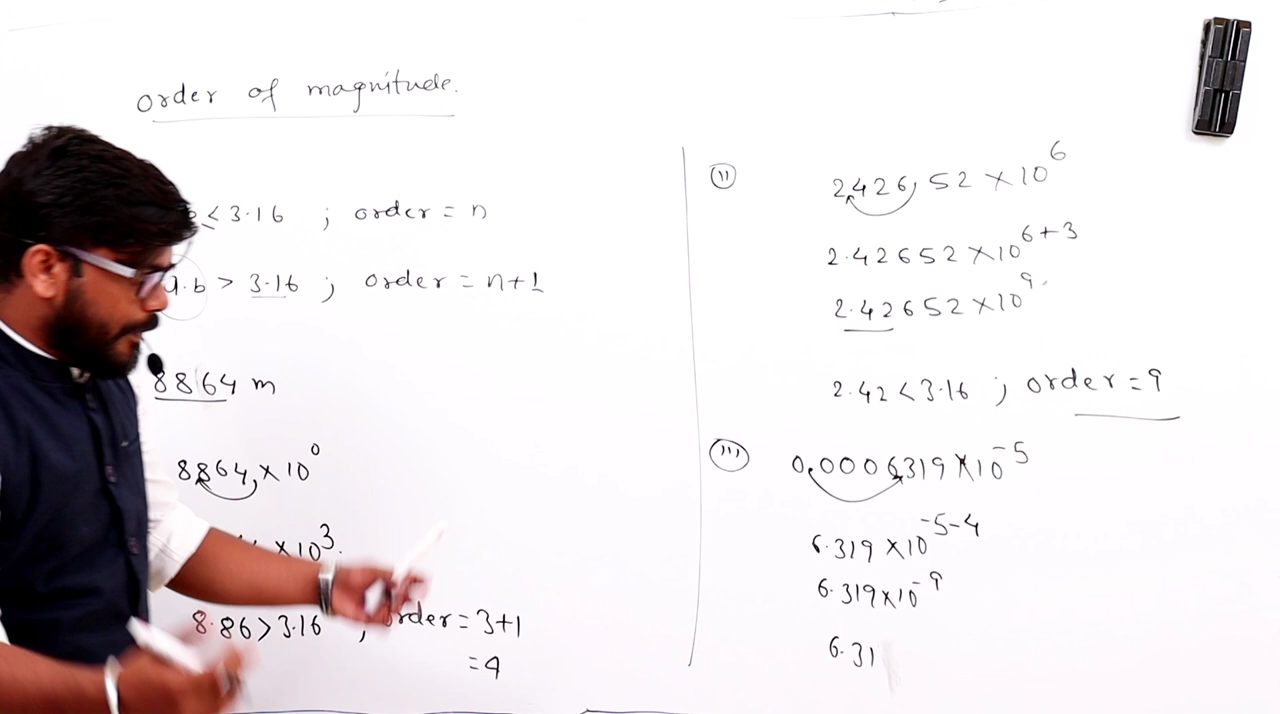 order of magnitude.
< 3.16 ; order = n
a.b > 3.16 ; order = n+1
8864 m
8864 × 10⁰
× 10³.
8.86 > 3.16 , order = 3+1
= 4
(ii)
2426.52 × 10⁶
2.42652 × 10⁶⁺³
2.42652 × 10⁹
2.42 < 3.16 ; order = 9
(iii)
0.0006319 × 10⁻⁵
6.319 × 10⁻⁵⁻⁴
6.319 × 10⁻⁹
6.31